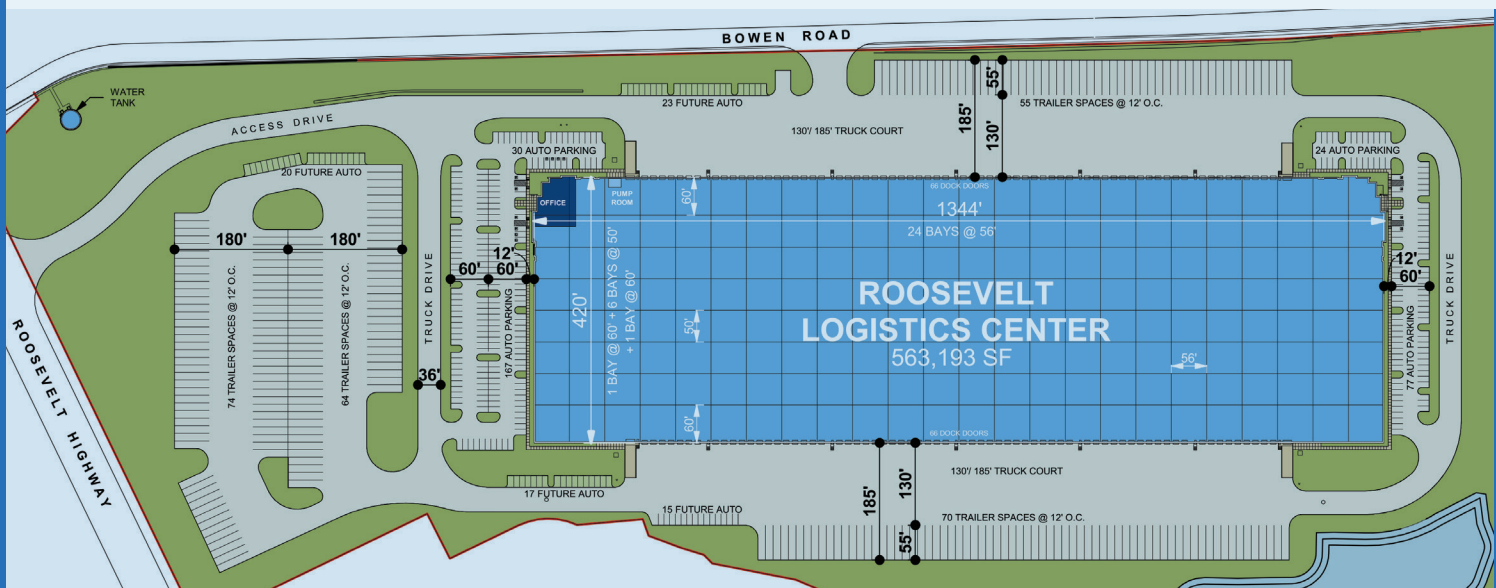 BOWEN ROAD
WATER
TANK
ACCESS DRIVE
23 FUTURE AUTO
55'
185'
130'
55 TRAILER SPACES @ 12' O.C.
130'/ 185' TRUCK COURT
30 AUTO PARKING
24 AUTO PARKING
20 FUTURE AUTO
OFFICE
PUMP
ROOM
60'
66 DOCK DOORS
1344'
24 BAYS @ 56'
180'
180'
74 TRAILER SPACES @ 12' O.C.
64 TRAILER SPACES @ 12' O.C.
TRUCK DRIVE
36'
60'
12'
60'
167 AUTO PARKING
420'
1 BAY @ 60' + 6 BAYS @ 50'
+ 1 BAY @ 60'
50'
ROOSEVELT
LOGISTICS CENTER
563,193 SF
56'
12'
60'
77 AUTO PARKING
TRUCK DRIVE
ROOSEVELT HIGHWAY
60'
66 DOCK DOORS
130'/ 185' TRUCK COURT
185'
130'
55'
17 FUTURE AUTO
15 FUTURE AUTO
70 TRAILER SPACES @ 12' O.C.